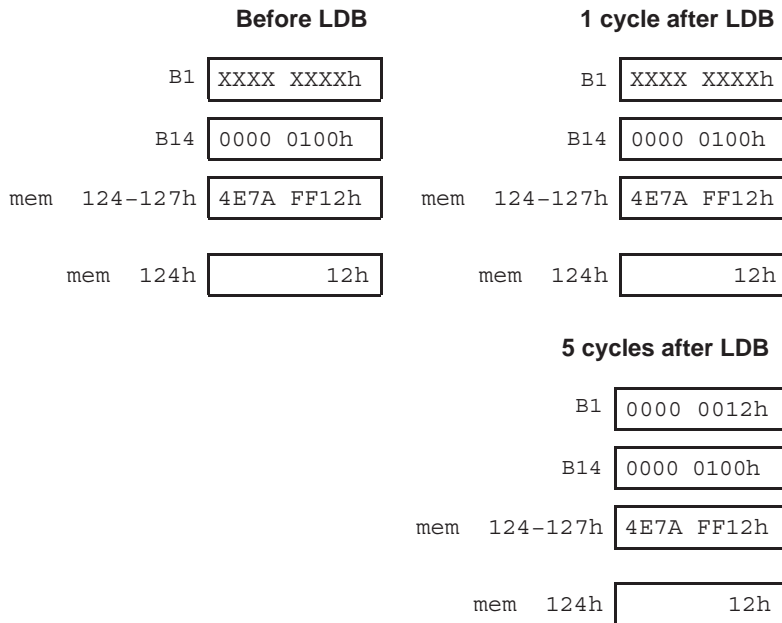 Before LDB 1 cycle after LDB
B1 XXXX XXXXh B1 XXXX XXXXh
B14 0000 0100h B14 0000 0100h
mem 124−127h 4E7A FF12h mem 124−127h 4E7A FF12h
mem 124h 12h mem 124h 12h
5 cycles after LDB
B1 0000 0012h
B14 0000 0100h
mem 124−127h 4E7A FF12h
mem 124h 12h